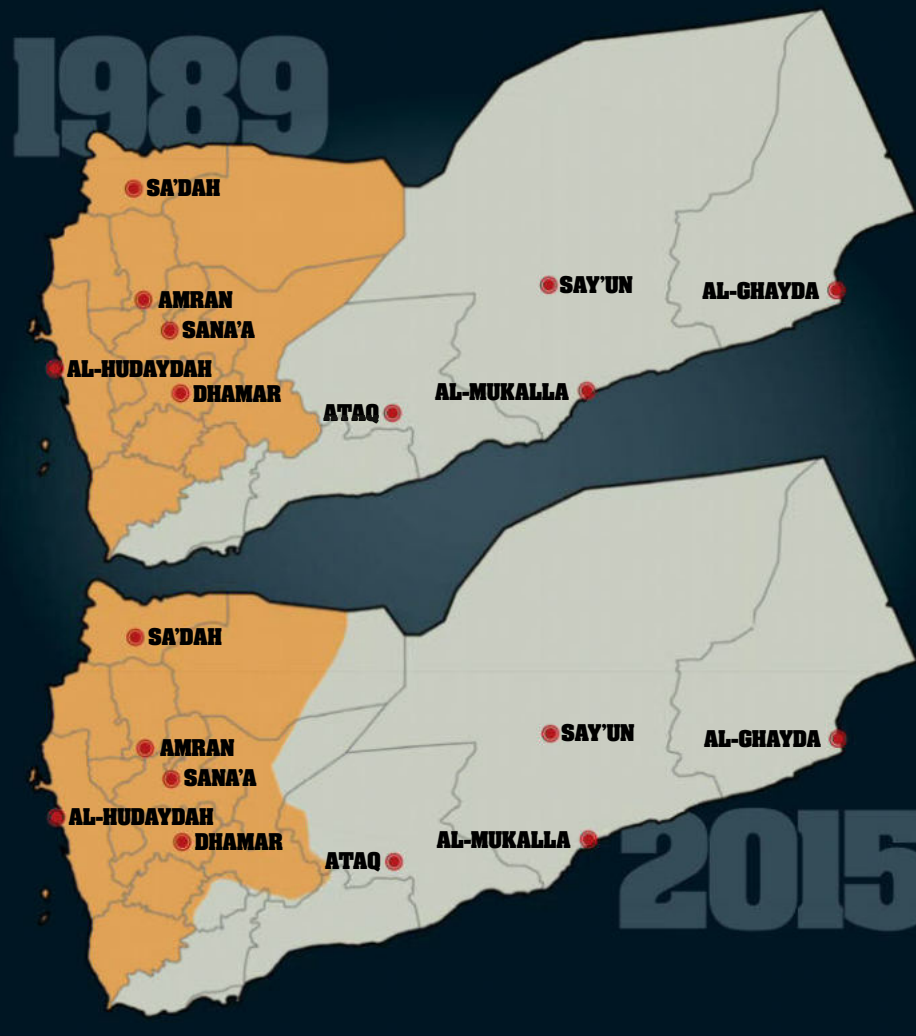 1989
SA'DAH
AMRAN
SANA'A
AL-HUDAYDAH
DHAMAR
ATAQ
AL-MUKALLA
SAY'UN
AL-GHAYDA
SA'DAH
AMRAN
SANA'A
AL-HUDAYDAH
DHAMAR
ATAQ
AL-MUKALLA
SAY'UN
AL-GHAYDA
2015